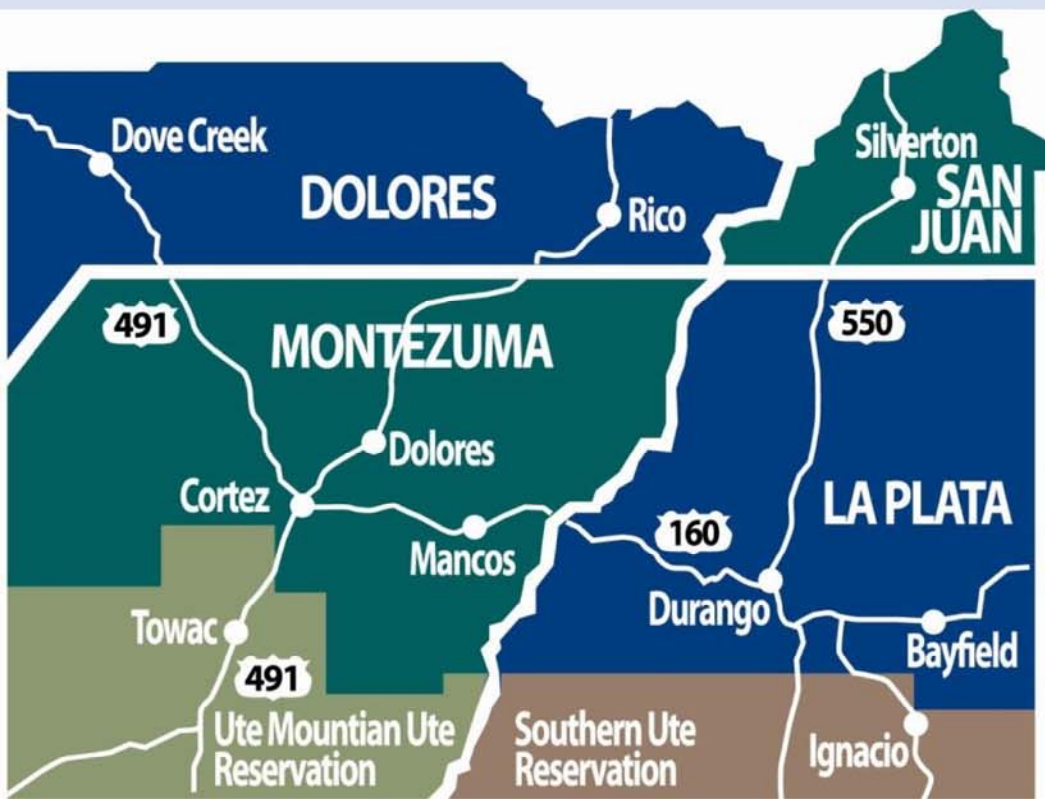 Dove Creek
Silverton
DOLORES
SAN
JUAN
Rico
491
550
MONTEZUMA
Dolores
Cortez
LA PLATA
160
Mancos
Durango
Towac
Bayfield
491
Ute Mountian Ute
Reservation
Southern Ute
Reservation
Ignacio